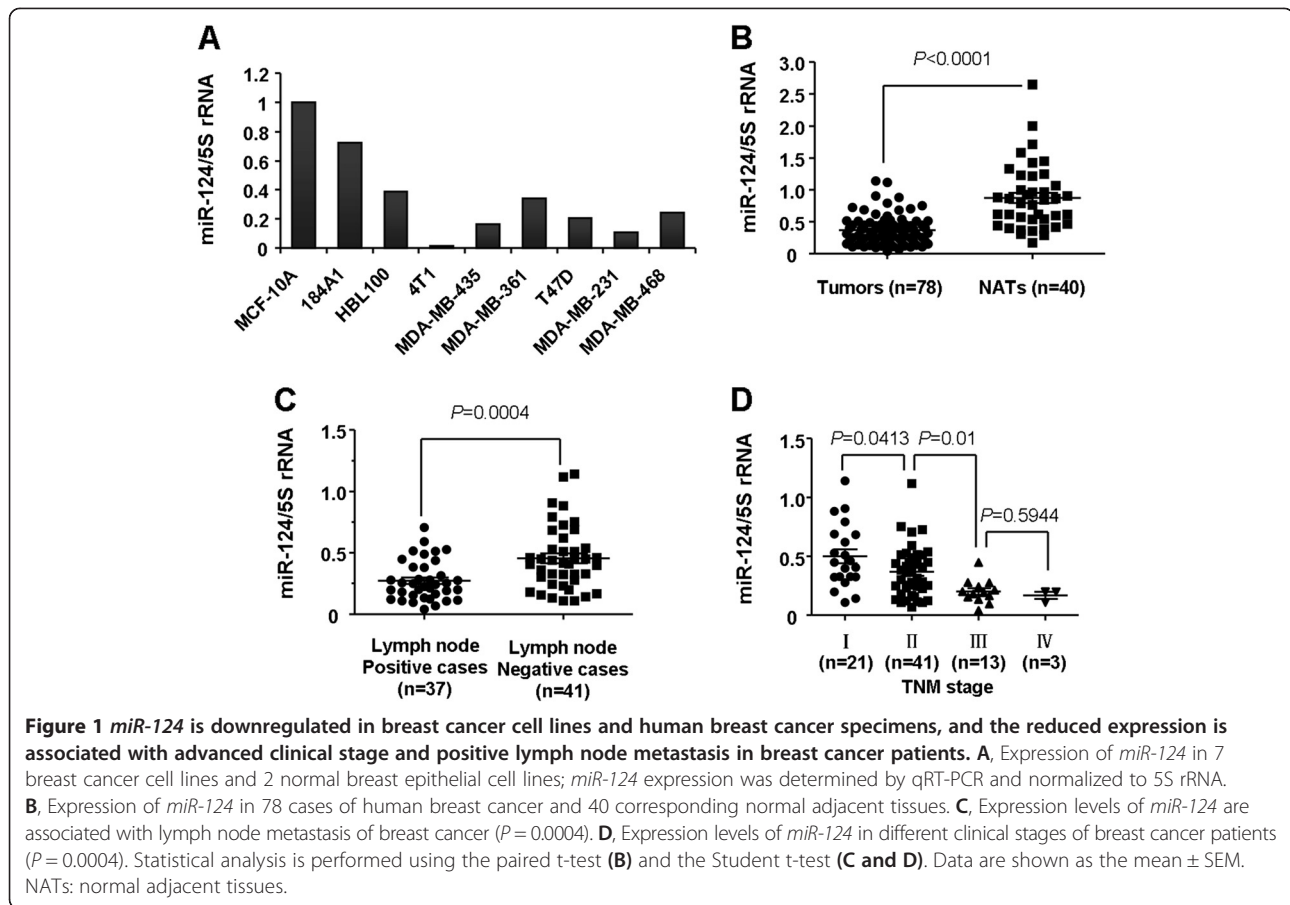 A
miR-124/5S rRNA
1.2
1
0.8
0.6
0.4
0.2
0
MCF-10A
184A1
HBL100
4T1
MDA-MB-435
MDA-MB-361
T47D
MDA-MB-231
MDA-MB-468
B
miR-124/5S rRNA
3.0
2.5
2.0
1.5
1.0
0.5
0
P<0.0001
Tumors (n=78)
NATs (n=40)
C
miR-124/5S rRNA
1.5
1.0
0.5
0
P=0.0004
Lymph node
Positive cases
(n=37)
Lymph node
Negative cases
(n=41)
D
miR-124/5S rRNA
1.5
1.0
0.5
0
P=0.0413
P=0.01
P=0.5944
I
(n=21)
II
(n=41)
III
(n=13)
IV
(n=3)
TNM stage
Figure 1 miR-124 is downregulated in breast cancer cell lines and human breast cancer specimens, and the reduced expression is
associated with advanced clinical stage and positive lymph node metastasis in breast cancer patients. A, Expression of miR-124 in 7
breast cancer cell lines and 2 normal breast epithelial cell lines; miR-124 expression was determined by qRT-PCR and normalized to 5S rRNA.
B, Expression of miR-124 in 78 cases of human breast cancer and 40 corresponding normal adjacent tissues. C, Expression levels of miR-124 are
associated with lymph node metastasis of breast cancer (P = 0.0004). D, Expression levels of miR-124 in different clinical stages of breast cancer patients
(P = 0.0004). Statistical analysis is performed using the paired t-test (B) and the Student t-test (C and D). Data are shown as the mean ± SEM.
NATs: normal adjacent tissues.